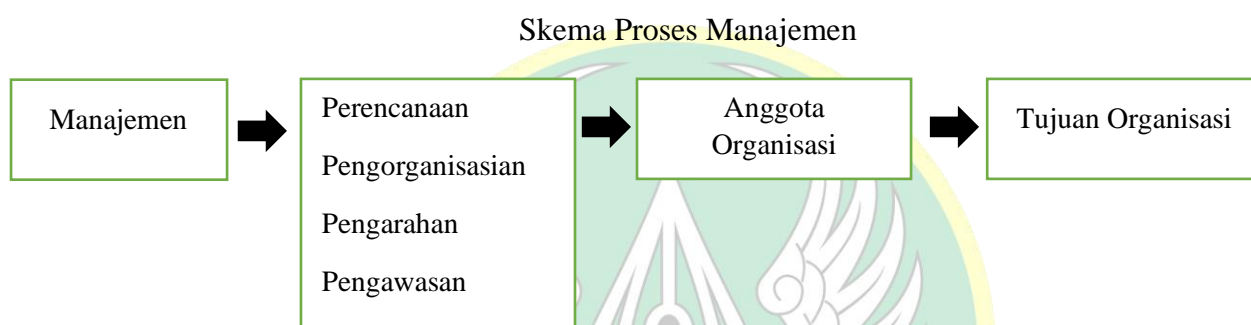 Skema Proses Manajemen
Manajemen
Perencanaan
Pengorganisasian
Pengarahan
Pengawasan
Anggota
Organisasi
Tujuan Organisasi